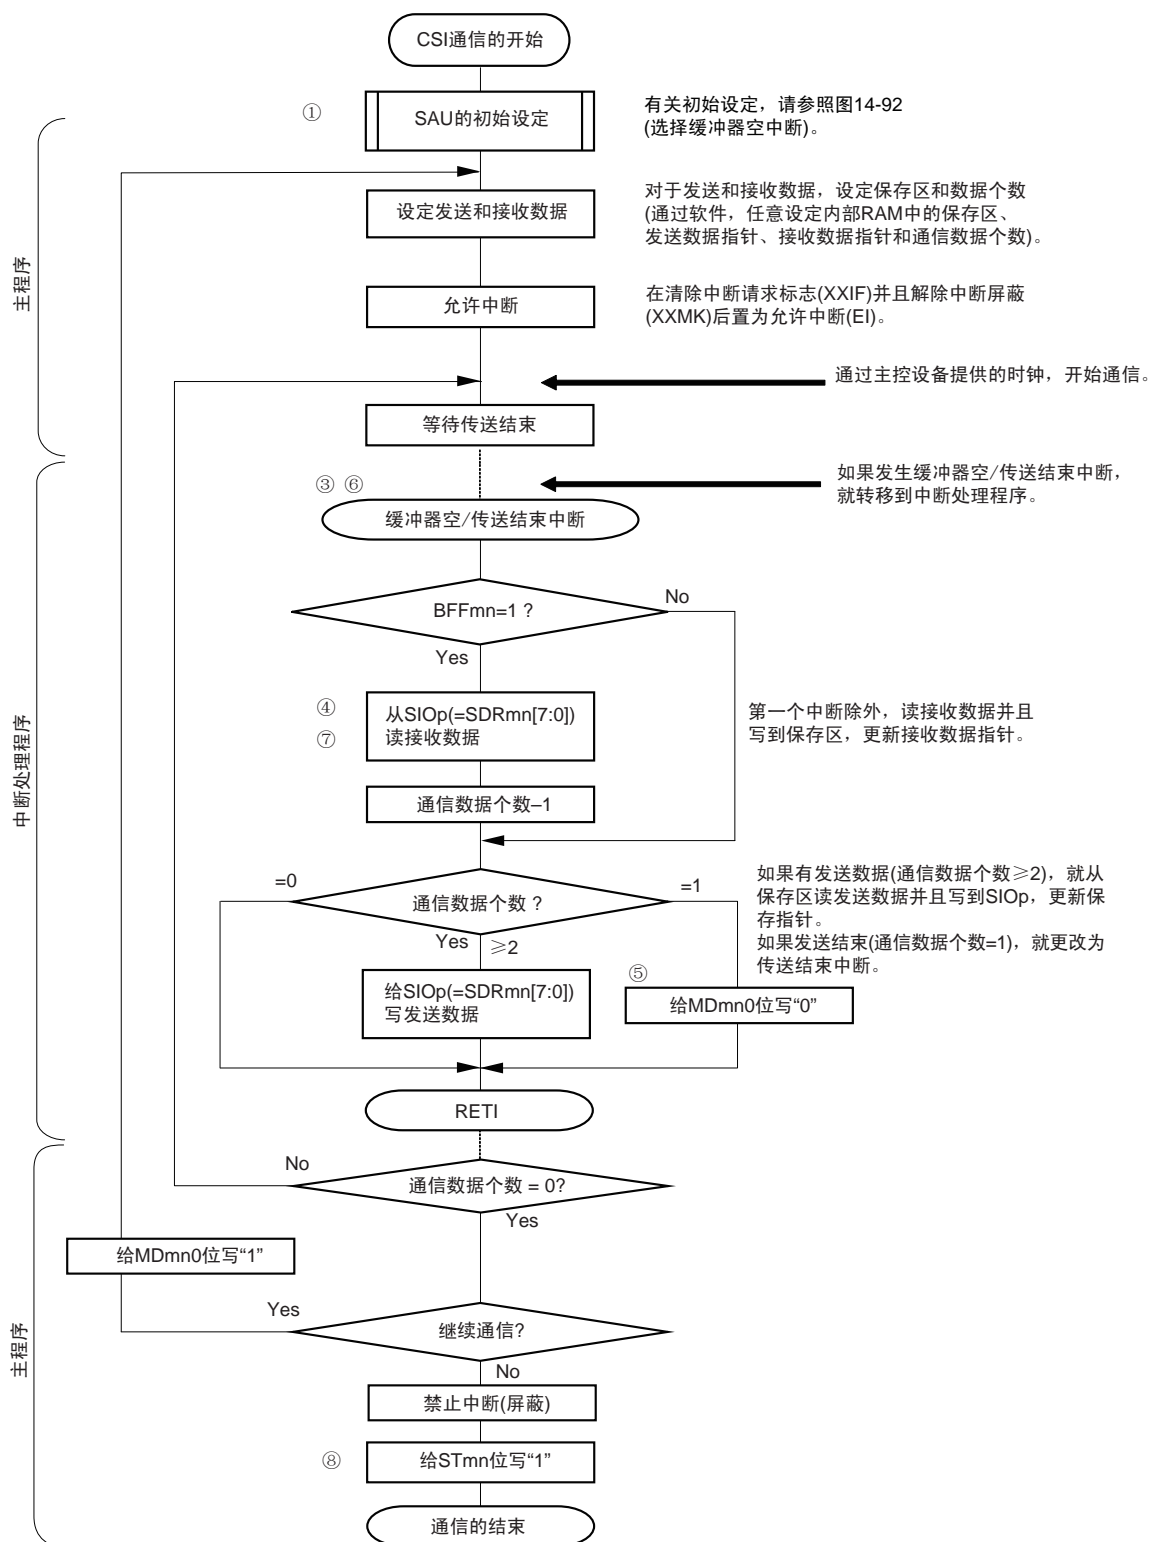 CSI通信的开始
①
SAU的初始设定
有关初始设定，请参照图14-92
(选择缓冲器空中断)。
设定发送和接收数据
对于发送和接收数据，设定保存区和数据个数
(通过软件，任意设定内部RAM中的保存区、
发送数据指针、接收数据指针和通信数据个数)。
主程序
允许中断
在清除中断请求标志(XXIF)并且解除中断屏蔽
(XXMK)后置为允许中断(EI)。
通过主控设备提供的时钟，开始通信。
等待传送结束
③ ⑥
如果发生缓冲器空/传送结束中断，
就转移到中断处理程序。
缓冲器空/传送结束中断
BFFmn=1 ?
No
Yes
④
⑦
从SIOp(=SDRmn[7:0])
读接收数据
第一个中断除外，读接收数据并且
写到保存区，更新接收数据指针。
中断处理程序
通信数据个数–1
=0
通信数据个数 ?
=1
如果有发送数据(通信数据个数≥2)，就从
保存区读发送数据并且写到SIOp，更新保
存指针。
如果发送结束(通信数据个数=1)，就更改为
传送结束中断。
Yes
≥2
给SIOp(=SDRmn[7:0])
写发送数据
⑤
给MDmn0位写“0”
RETI
No
通信数据个数 = 0?
Yes
给MDmn0位写“1”
Yes
继续通信?
No
主程序
禁止中断(屏蔽)
⑧
给STmn位写“1”
通信的结束